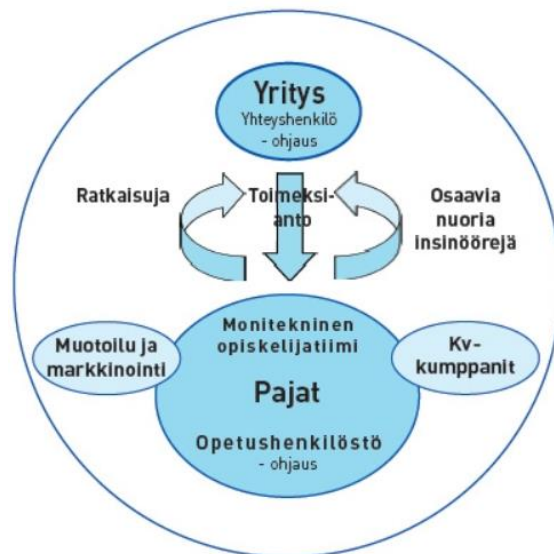 Yritys
Yhteyshenkilö
- ohjaus
Ratkaisuja
Toimeksi-
anto
Osaavia
nuoria
insinöörejä
Monitekninen
opiskelijatiimi
Muotoilu ja
markkinointi
Pajat
Kv-
kumppanit
Opetushenkilöstö
- ohjaus